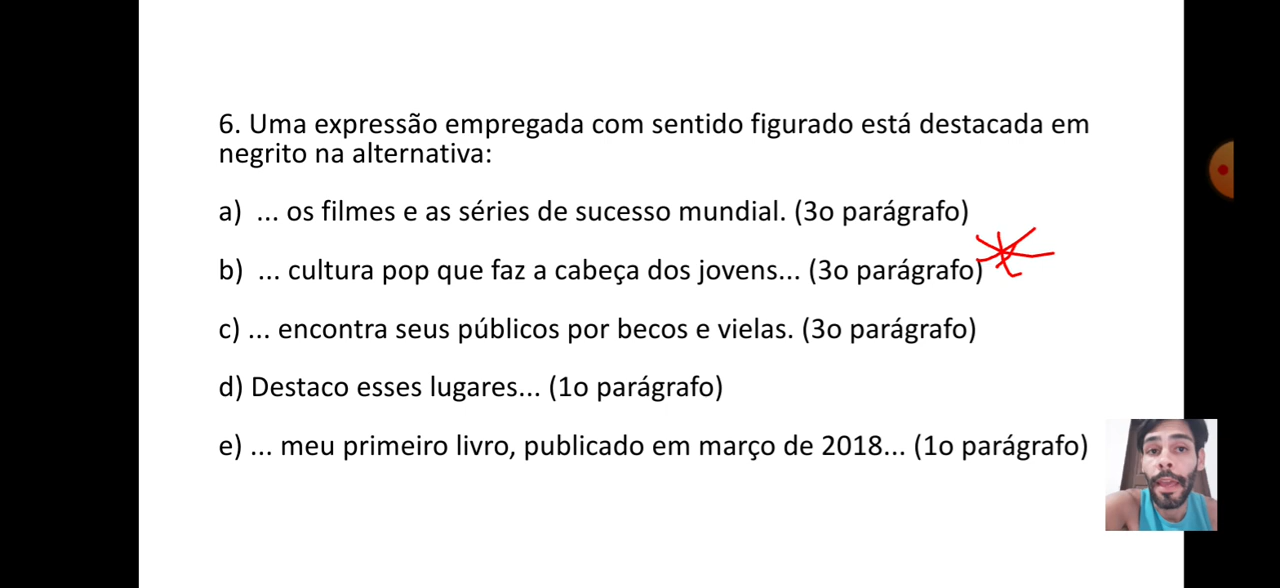 6. Uma expressão empregada com sentido figurado está destacada em
negrito na alternativa:
a)  ... os filmes e as séries de sucesso mundial. (3o parágrafo)
b)  ... cultura pop que faz a cabeça dos jovens... (3o parágrafo)
c) ... encontra seus públicos por becos e vielas. (3o parágrafo)
d) Destaco esses lugares... (1o parágrafo)
e) ... meu primeiro livro, publicado em março de 2018... (1o parágrafo)